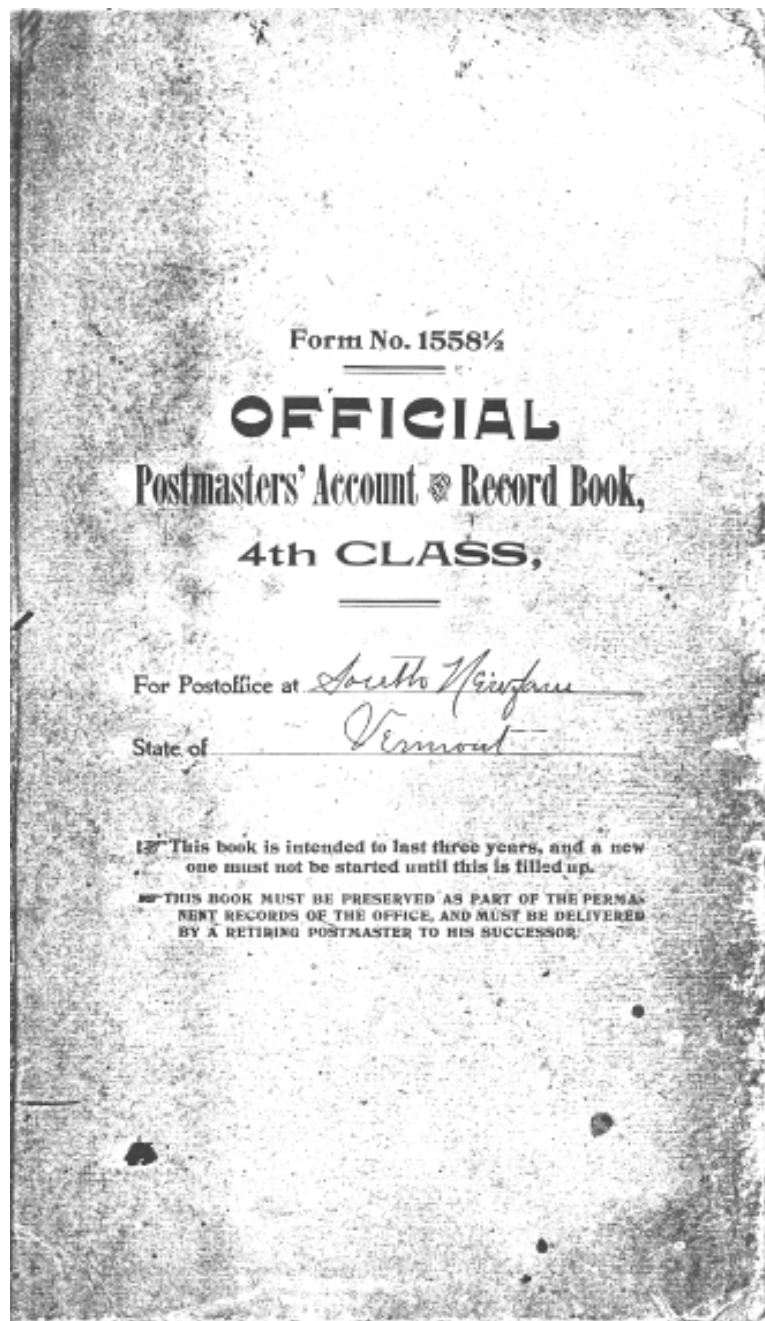 Form No. 1558½
OFFICIAL
Postmasters' Account & Record Book,
4th CLASS,
For Postoffice at South Newfane
State of Vermont
☞ This book is intended to last three years, and a new
one must not be started until this is filled up.
☞ THIS BOOK MUST BE PRESERVED AS PART OF THE PERMA-
NENT RECORDS OF THE OFFICE, AND MUST BE DELIVERED
BY A RETIRING POSTMASTER TO HIS SUCCESSOR.